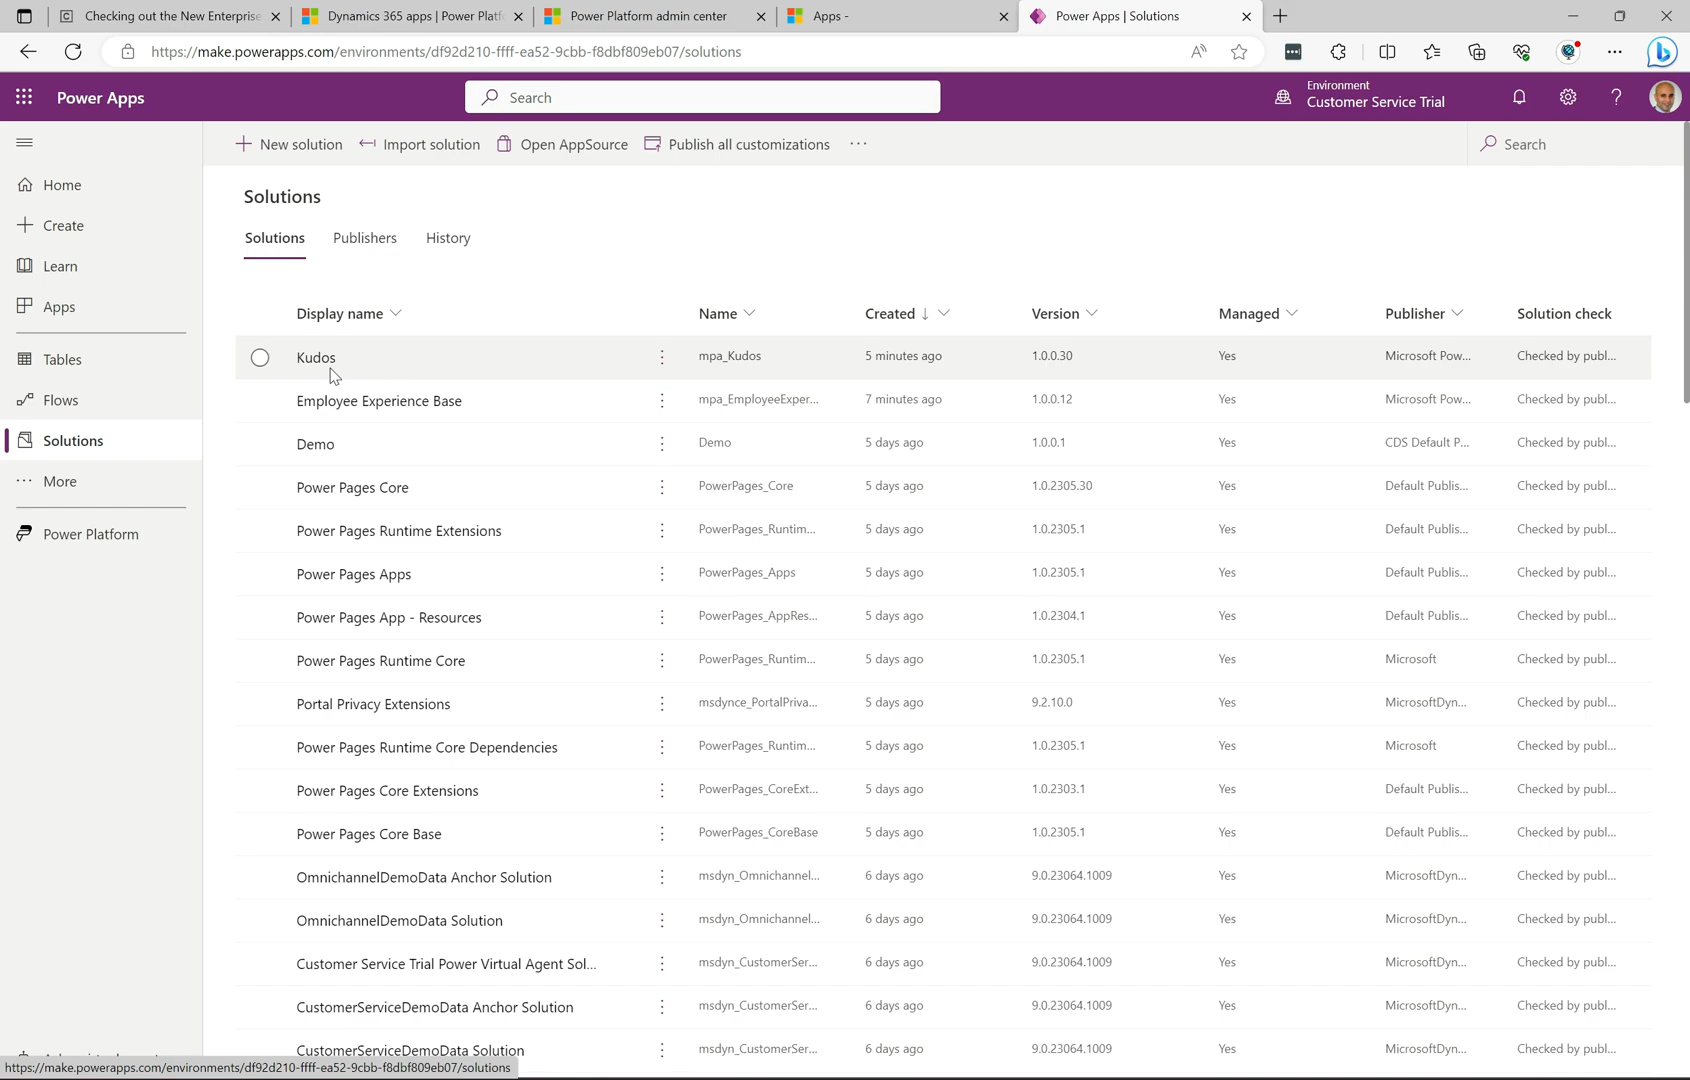 Checking out the New Enterprise
Dynamics 365 apps | Power Platf
Power Platform admin center
Apps -
Power Apps | Solutions
https://make.powerapps.com/environments/df92d210-ffff-ea52-9cbb-f8dbf809eb07/solutions
Power Apps
Search
Environment
Customer Service Trial
New solution
Import solution
Open AppSource
Publish all customizations
Search
Home
Create
Learn
Apps
Tables
Flows
Solutions
More
Power Platform
Solutions
Solutions Publishers History
Display name Name Created ↓ Version Managed Publisher Solution check
Kudos mpa_Kudos 5 minutes ago 1.0.0.30 Yes Microsoft Pow... Checked by publ...
Employee Experience Base mpa_EmployeeExper... 7 minutes ago 1.0.0.12 Yes Microsoft Pow... Checked by publ...
Demo Demo 5 days ago 1.0.0.1 Yes CDS Default P... Checked by publ...
Power Pages Core PowerPages_Core 5 days ago 1.0.2305.30 Yes Default Publis... Checked by publ...
Power Pages Runtime Extensions PowerPages_Runtim... 5 days ago 1.0.2305.1 Yes Default Publis... Checked by publ...
Power Pages Apps PowerPages_Apps 5 days ago 1.0.2305.1 Yes Default Publis... Checked by publ...
Power Pages App - Resources PowerPages_AppRes... 5 days ago 1.0.2304.1 Yes Default Publis... Checked by publ...
Power Pages Runtime Core PowerPages_Runtim... 5 days ago 1.0.2305.1 Yes Microsoft Checked by publ...
Portal Privacy Extensions msdynce_PortalPriva... 5 days ago 9.2.10.0 Yes MicrosoftDyn... Checked by publ...
Power Pages Runtime Core Dependencies PowerPages_Runtim... 5 days ago 1.0.2305.1 Yes Microsoft Checked by publ...
Power Pages Core Extensions PowerPages_CoreExt... 5 days ago 1.0.2303.1 Yes Default Publis... Checked by publ...
Power Pages Core Base PowerPages_CoreBase 5 days ago 1.0.2305.1 Yes Default Publis... Checked by publ...
OmnichannelDemoData Anchor Solution msdyn_Omnichannel... 6 days ago 9.0.23064.1009 Yes MicrosoftDyn... Checked by publ...
OmnichannelDemoData Solution msdyn_Omnichannel... 6 days ago 9.0.23064.1009 Yes MicrosoftDyn... Checked by publ...
Customer Service Trial Power Virtual Agent Sol... msdyn_CustomerSer... 6 days ago 9.0.23064.1009 Yes MicrosoftDyn... Checked by publ...
CustomerServiceDemoData Anchor Solution msdyn_CustomerSer... 6 days ago 9.0.23064.1009 Yes MicrosoftDyn... Checked by publ...
CustomerServiceDemoData Solution msdyn_CustomerSer... 6 days ago 9.0.23064.1009 Yes MicrosoftDyn... Checked by publ...
https://make.powerapps.com/environments/df92d210-ffff-ea52-9cbb-f8dbf809eb07/solutions